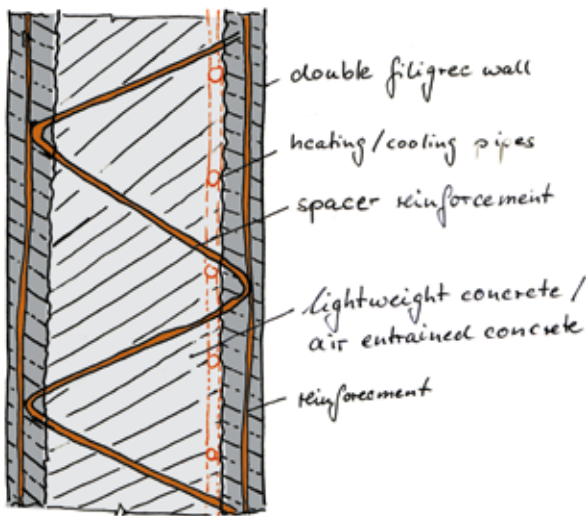 double filigree wall
heating/cooling pipes
spacer reinforcement
lightweight concrete/
air entrained concrete
reinforcement